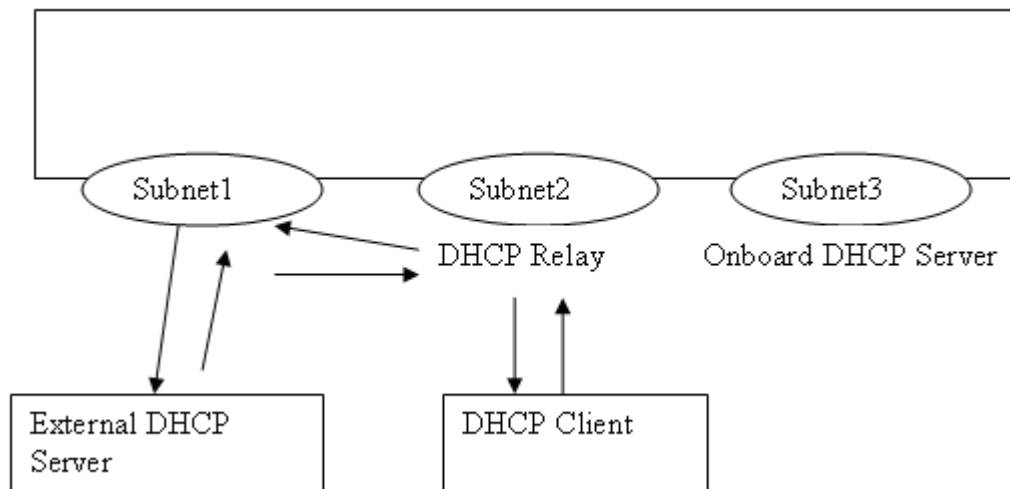 Subnet1
Subnet2
Subnet3
DHCP Relay
Onboard DHCP Server
External DHCP
Server
DHCP Client